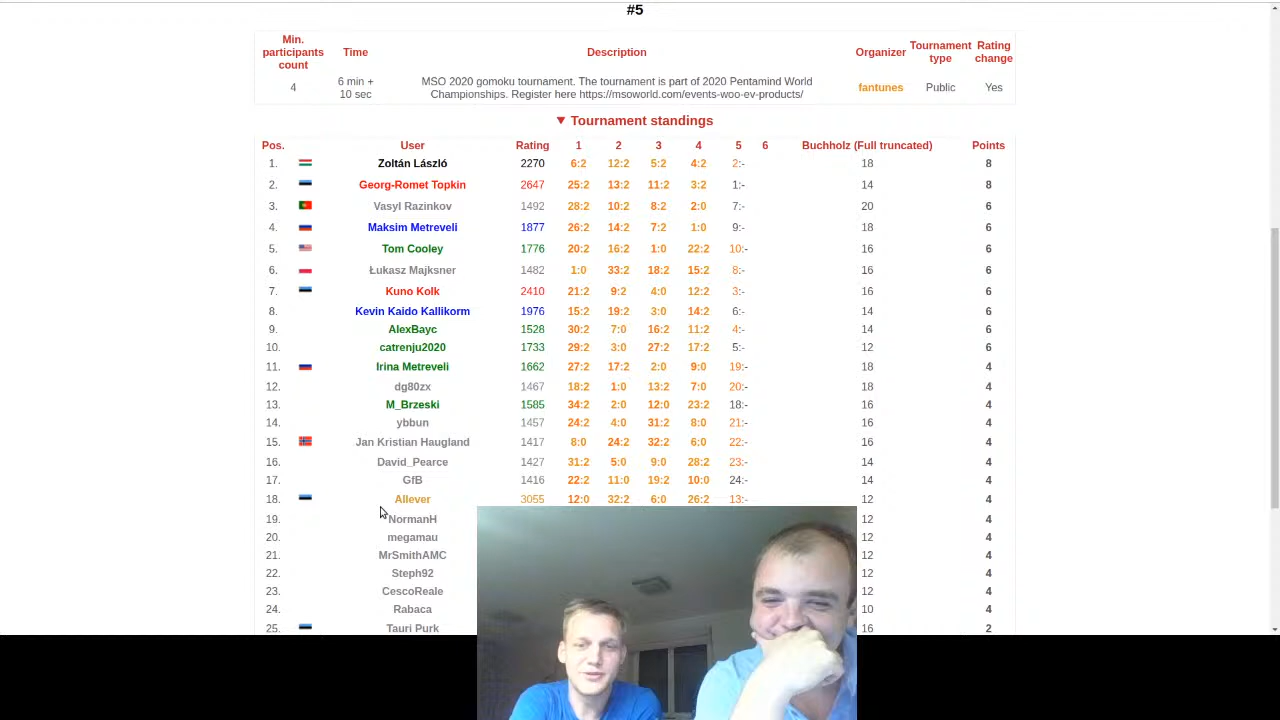 #5
Min. participants count Time Description Organizer Tournament type Rating change
4 6 min + 10 sec MSO 2020 gomoku tournament. The tournament is part of 2020 Pentamind World Championships. Register here https://msoworld.com/events-woo-ev-products/ fantunes Public Yes
▼ Tournament standings
Pos. User Rating 1 2 3 4 5 6 Buchholz (Full truncated) Points
1. Zoltán László 2270 6:2 12:2 5:2 4:2 2:- 18 8
2. Georg-Romet Topkin 2647 25:2 13:2 11:2 3:2 1:- 14 8
3. Vasyl Razinkov 1492 28:2 10:2 8:2 2:0 7:- 20 6
4. Maksim Metreveli 1877 26:2 14:2 7:2 1:0 9:- 18 6
5. Tom Cooley 1776 20:2 16:2 1:0 22:2 10:- 16 6
6. Łukasz Majksner 1482 1:0 33:2 18:2 15:2 8:- 16 6
7. Kuno Kolk 2410 21:2 9:2 4:0 12:2 3:- 16 6
8. Kevin Kaido Kallikorm 1976 15:2 19:2 3:0 14:2 6:- 14 6
9. AlexBayc 1528 30:2 7:0 16:2 11:2 4:- 14 6
10. catrenju2020 1733 29:2 3:0 27:2 17:2 5:- 12 6
11. Irina Metreveli 1662 27:2 17:2 2:0 9:0 19:- 18 4
12. dg80zx 1467 18:2 1:0 13:2 7:0 20:- 18 4
13. M_Brzeski 1585 34:2 2:0 12:0 23:2 18:- 16 4
14. ybbun 1457 24:2 4:0 31:2 8:0 21:- 16 4
15. Jan Kristian Haugland 1417 8:0 24:2 32:2 6:0 22:- 16 4
16. David_Pearce 1427 31:2 5:0 9:0 28:2 23:- 14 4
17. GfB 1416 22:2 11:0 19:2 10:0 24:- 14 4
18. Allever 3055 12:0 32:2 6:0 26:2 13:- 12 4
19. NormanH 12 4
20. megamau 12 4
21. MrSmithAMC 12 4
22. Steph92 12 4
23. CescoReale 12 4
24. Rabaca 10 4
25. Tauri Purk 16 2